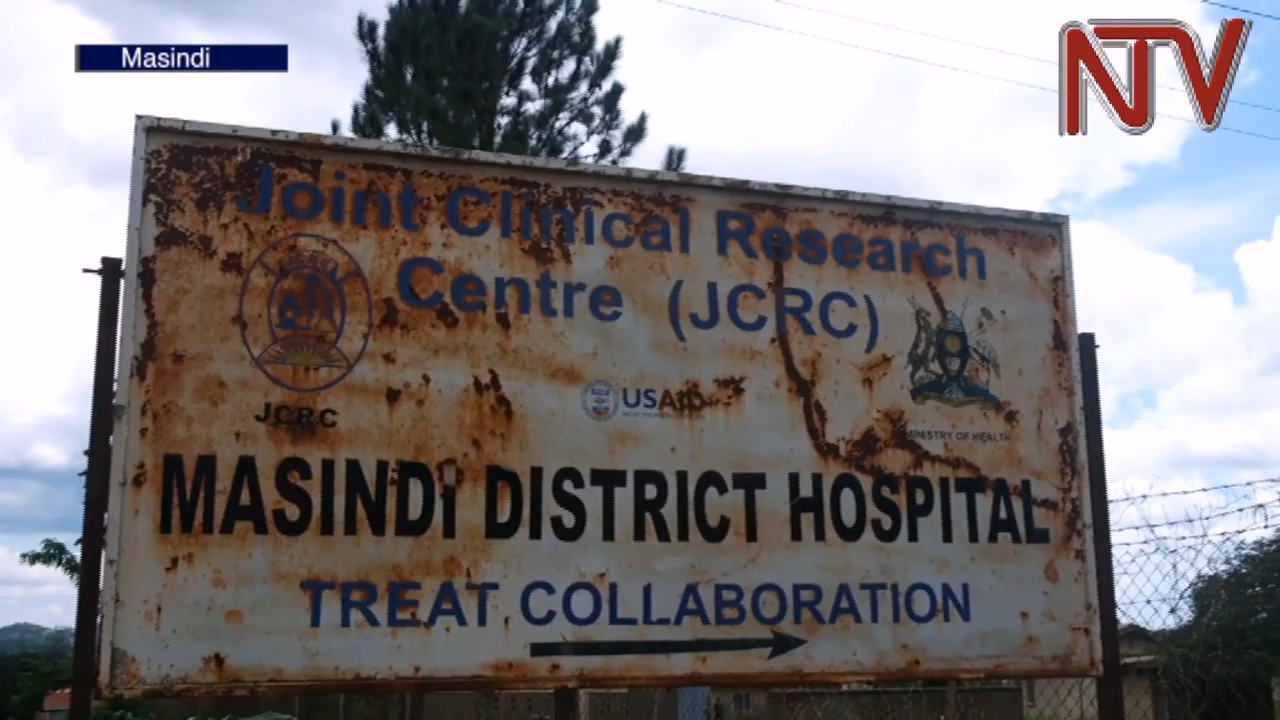 Masindi
NTV
Joint Clinical Research
Centre (JCRC)
JCRC
USAID
MINISTRY OF HEALTH
MASINDI DISTRICT HOSPITAL
TREAT COLLABORATION